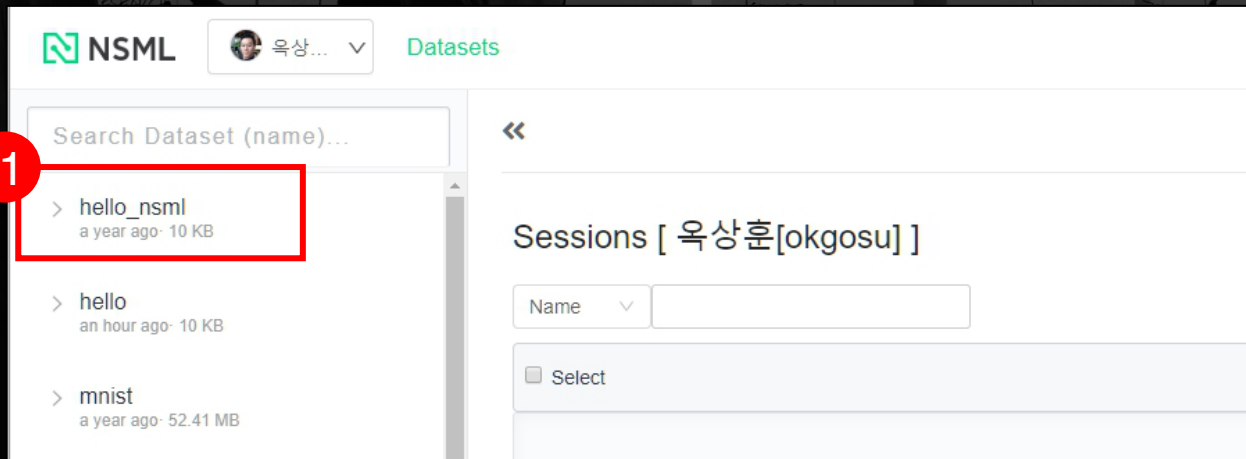 NSML
옥상...
Datasets
Search Dataset (name)...
1
hello_nsml
a year ago· 10 KB
hello
an hour ago· 10 KB
mnist
a year ago· 52.41 MB
Sessions [ 옥상훈[okgosu] ]
Name
Select